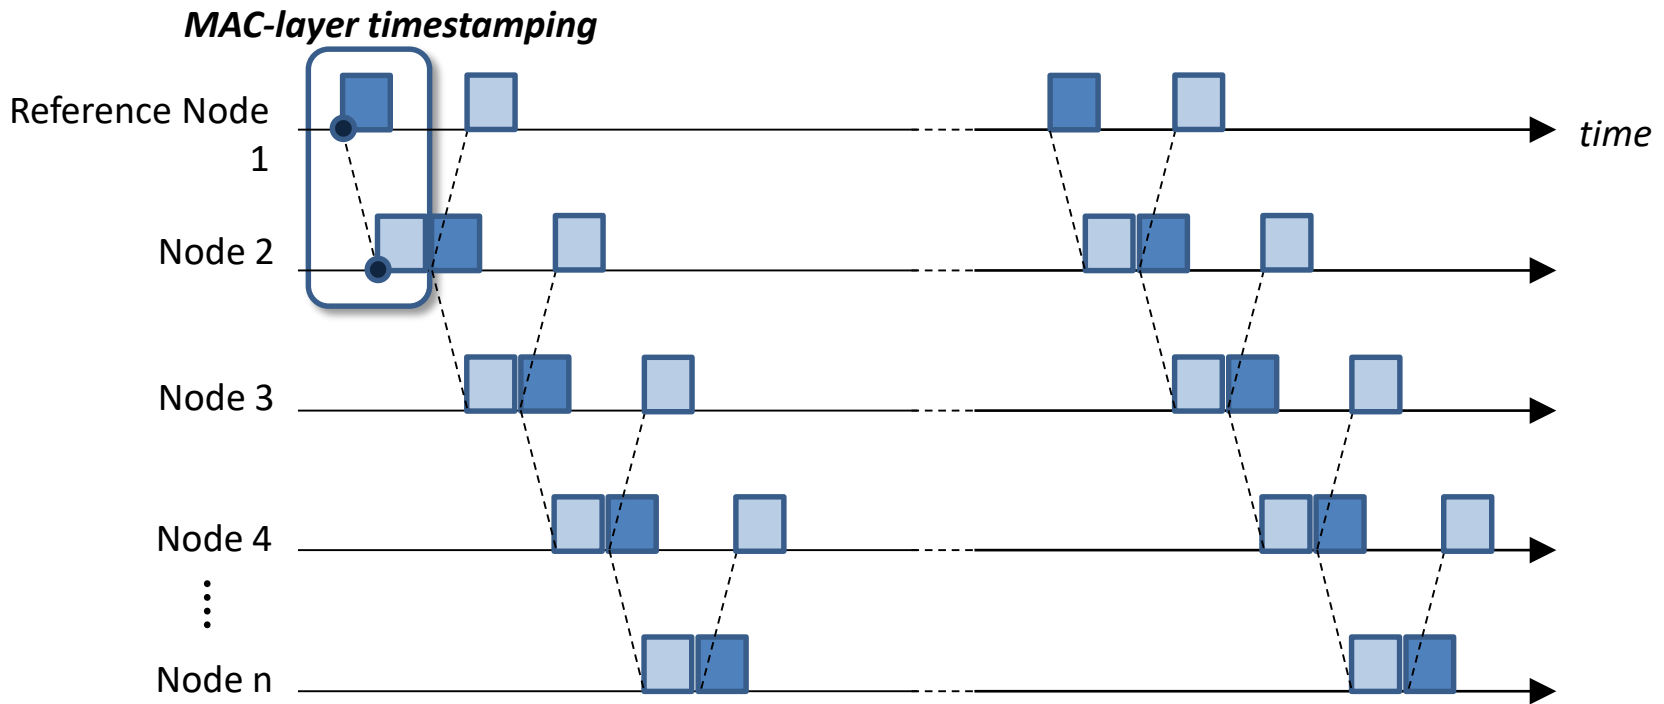 MAC-layer timestamping
Reference Node
1
time
Node 2
Node 3
Node 4
Node n